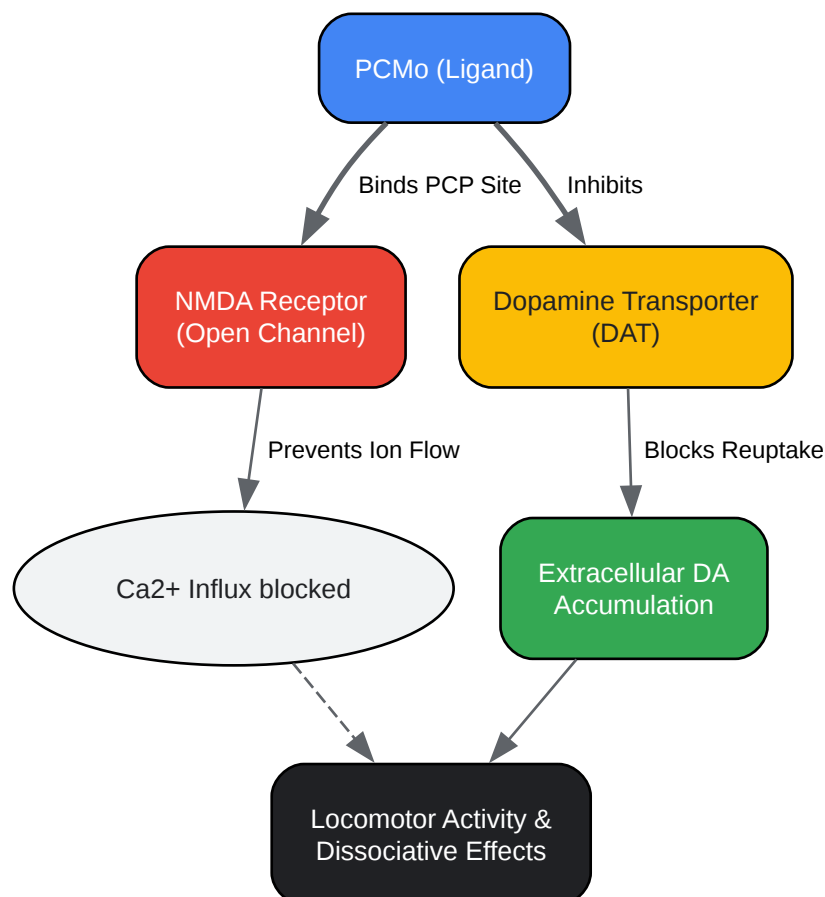 PCMo (Ligand)
Binds PCP Site
Inhibits
NMDA Receptor
(Open Channel)
Dopamine Transporter
(DAT)
Prevents Ion Flow
Blocks Reuptake
Ca2+ Influx blocked
Extracellular DA
Accumulation
Locomotor Activity &
Dissociative Effects